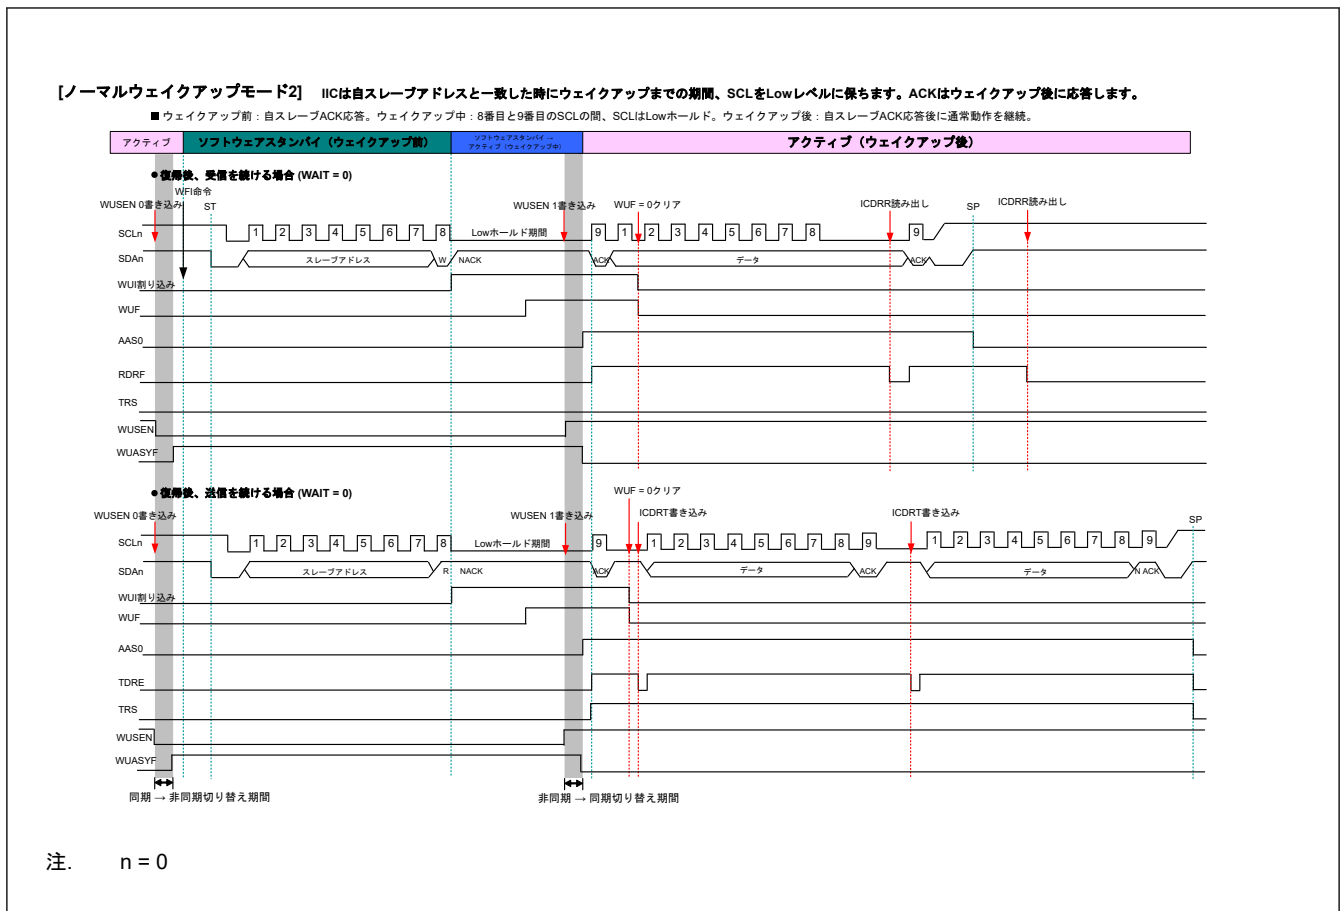 [ノーマルウェイクアップモード2] IICは自スレーブアドレスと一致した時にウェイクアップまでの期間、SCLをLowレベルに保ちます。ACKはウェイクアップ後に応答します。
■ ウェイクアップ前：自スレーブACK応答。ウェイクアップ中：8番目と9番目のSCLの間、SCLはLowホールド。ウェイクアップ後：自スレーブACK応答後に通常動作を継続。
アクティブ ソフトウェアスタンバイ（ウェイクアップ前） ソフトウェアスタンバイ → アクティブ（ウェイクアップ中） アクティブ（ウェイクアップ後）
● 復帰後、受信を続ける場合 (WAIT = 0)
WFI命令
WUSEN 0書き込み ST WUSEN 1書き込み WUF = 0クリア ICDRR読み出し SP ICDRR読み出し
SCLn 1 2 3 4 5 6 7 8 Lowホールド期間 9 1 2 3 4 5 6 7 8 9
SDAn スレーブアドレス W NACK ACK データ ACK
WUI割り込み
WUF
AAS0
RDRF
TRS
WUSEN
WUASYF
● 復帰後、送信を続ける場合 (WAIT = 0)
WUF = 0クリア
WUSEN 0書き込み WUSEN 1書き込み ICDRT書き込み ICDRT書き込み SP
SCLn 1 2 3 4 5 6 7 8 Lowホールド期間 9 1 2 3 4 5 6 7 8 9 1 2 3 4 5 6 7 8 9
SDAn スレーブアドレス R NACK ACK データ ACK データ N ACK
WUI割り込み
WUF
AAS0
TDRE
TRS
WUSEN
WUASYF
同期 → 非同期切り替え期間 非同期 → 同期切り替え期間
注. n = 0